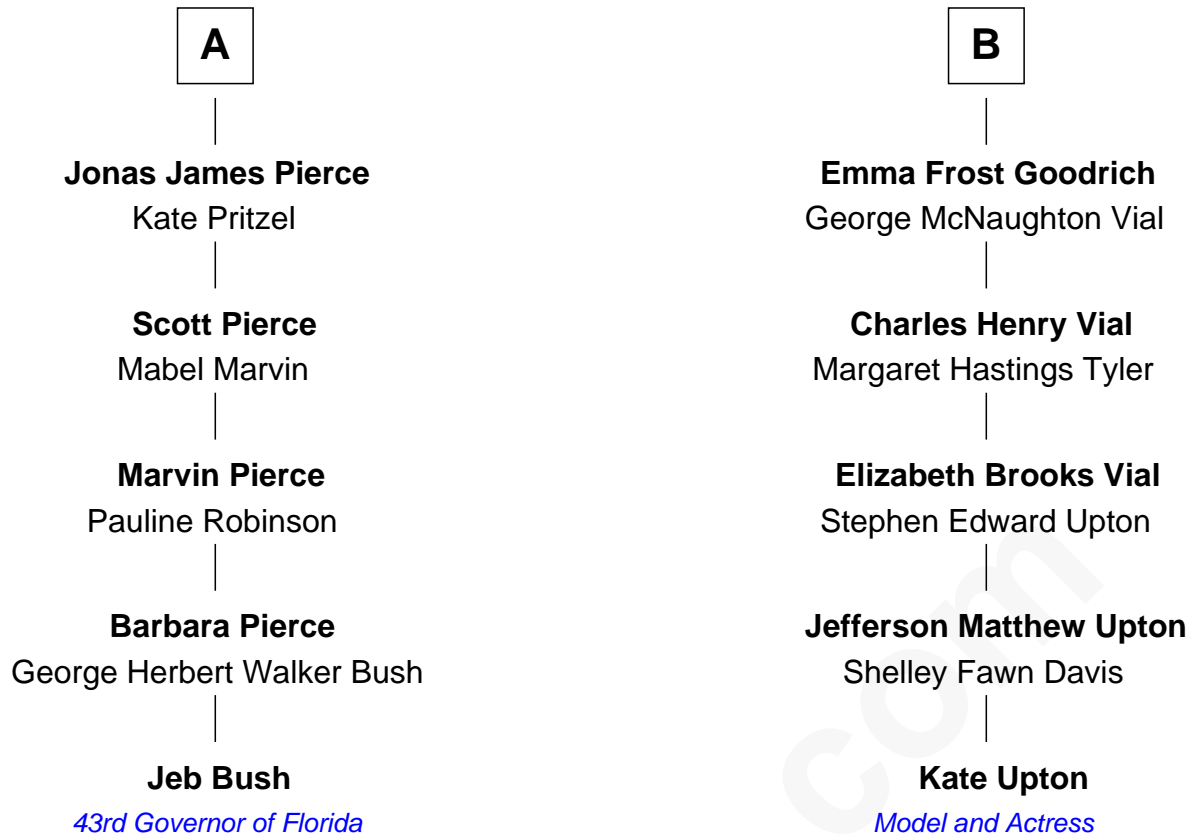 A
Jonas James Pierce
Kate Pritzel
Scott Pierce
Mabel Marvin
Marvin Pierce
Pauline Robinson
Barbara Pierce
George Herbert Walker Bush
Jeb Bush
43rd Governor of Florida
B
Emma Frost Goodrich
George McNaughton Vial
Charles Henry Vial
Margaret Hastings Tyler
Elizabeth Brooks Vial
Stephen Edward Upton
Jefferson Matthew Upton
Shelley Fawn Davis
Kate Upton
Model and Actress
com